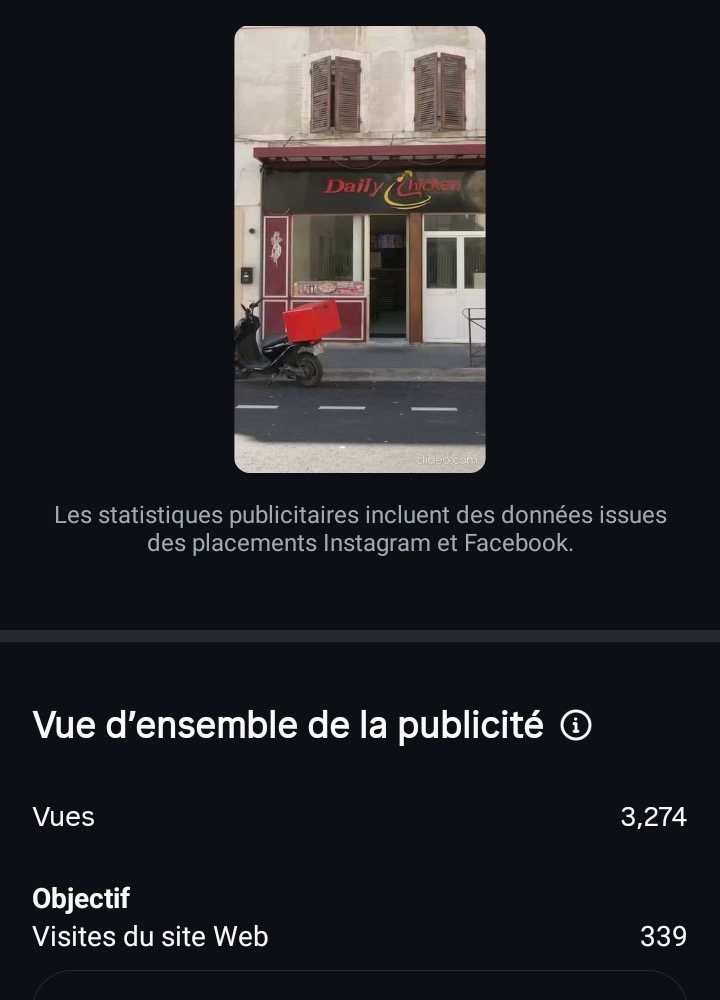 Daily Chicken
clideo.com
Les statistiques publicitaires incluent des données issues
des placements Instagram et Facebook.
Vue d’ensemble de la publicité
Vues 3,274
Objectif
Visites du site Web 339